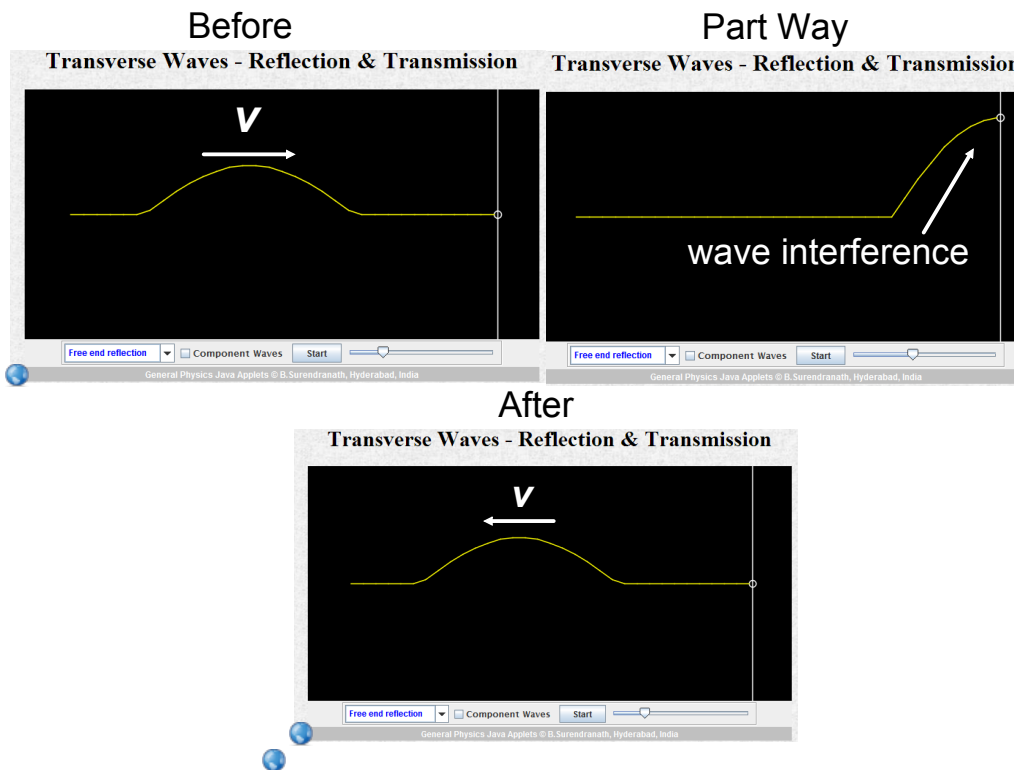 Before
Transverse Waves - Reflection & Transmission
v
Free end reflection Component Waves Start
General Physics Java Applets © B.Surendranath, Hyderabad, India
Part Way
Transverse Waves - Reflection & Transmission
wave interference
Free end reflection Component Waves Start
General Physics Java Applets © B.Surendranath, Hyderabad, India
After
Transverse Waves - Reflection & Transmission
v
Free end reflection Component Waves Start
General Physics Java Applets © B.Surendranath, Hyderabad, India